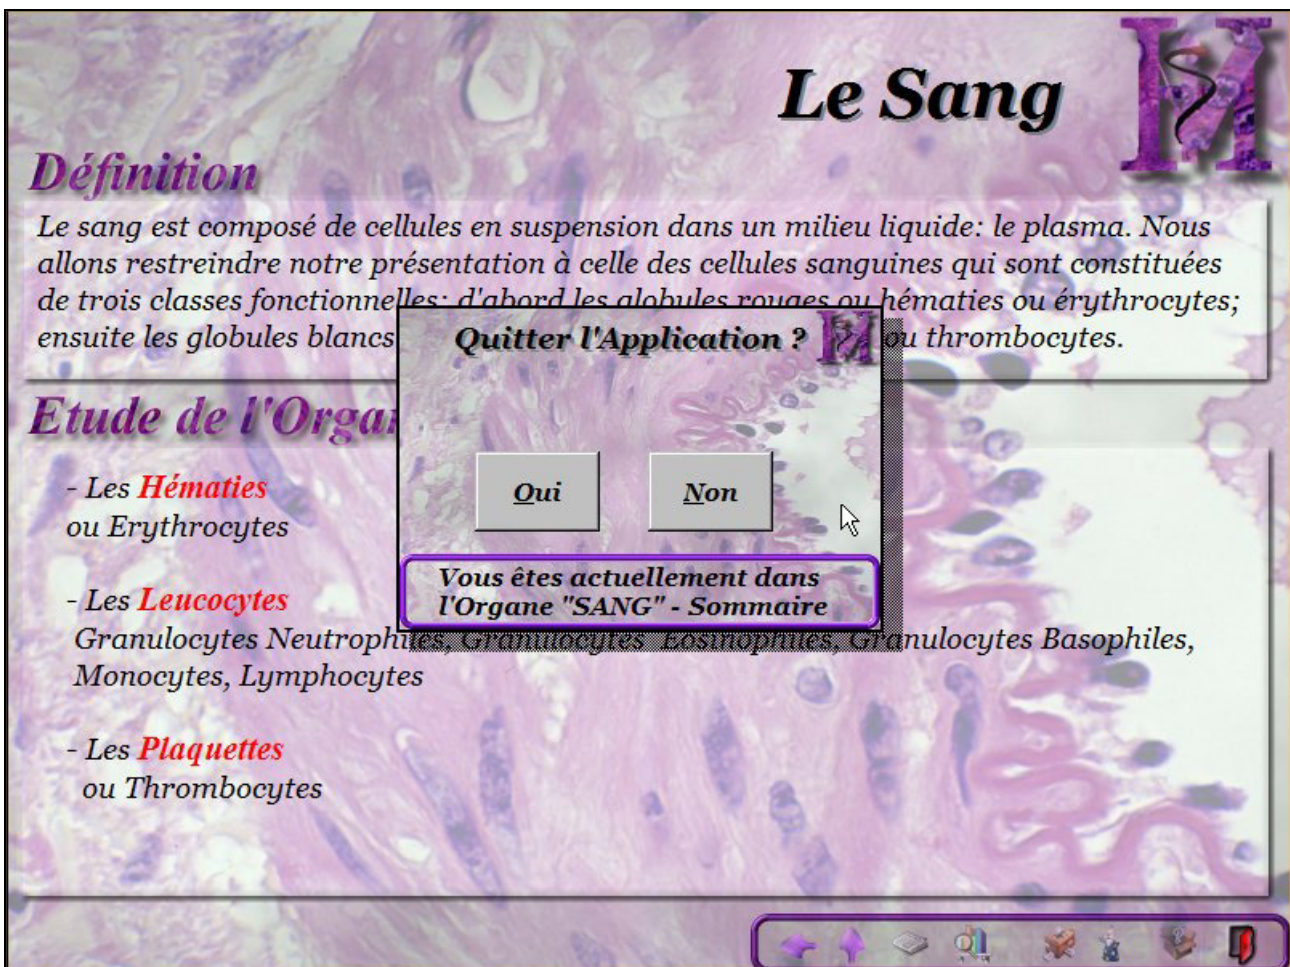 Le Sang
Définition
Le sang est composé de cellules en suspension dans un milieu liquide: le plasma. Nous
allons restreindre notre présentation à celle des cellules sanguines qui sont constituées
de trois classes fonctionnelles: d'abord les globules rouges ou hématies ou érythrocytes;
ensuite les globules blancs ou thrombocytes.
Quitter l'Application ?
Oui Non
Vous êtes actuellement dans
l'Organe "SANG" - Sommaire
Etude de l'Orga
- Les Hématies
ou Erythrocytes
- Les Leucocytes
Granulocytes Neutrophiles, Granulocytes Eosinophiles, Granulocytes Basophiles,
Monocytes, Lymphocytes
- Les Plaquettes
ou Thrombocytes